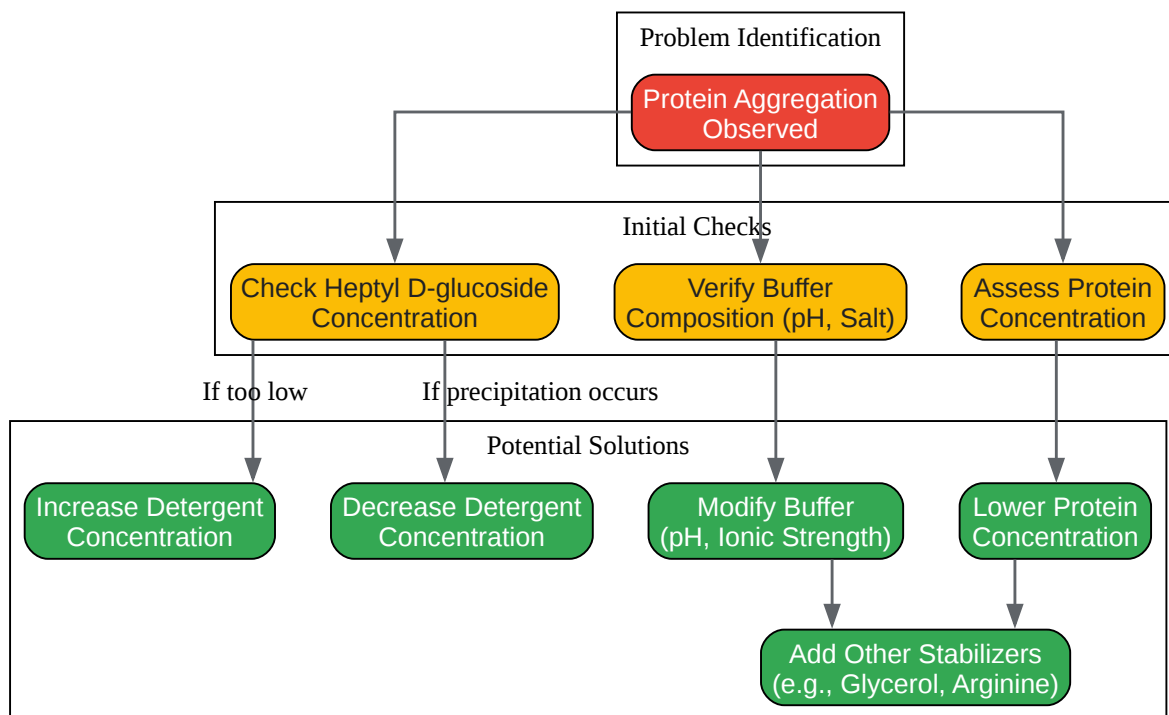 Problem Identification
Protein Aggregation
Observed
Initial Checks
Check Heptyl D-glucoside
Concentration
Verify Buffer
Composition (pH, Salt)
Assess Protein
Concentration
If too low
If precipitation occurs
Potential Solutions
Increase Detergent
Concentration
Decrease Detergent
Concentration
Modify Buffer
(pH, Ionic Strength)
Lower Protein
Concentration
Add Other Stabilizers
(e.g., Glycerol, Arginine)